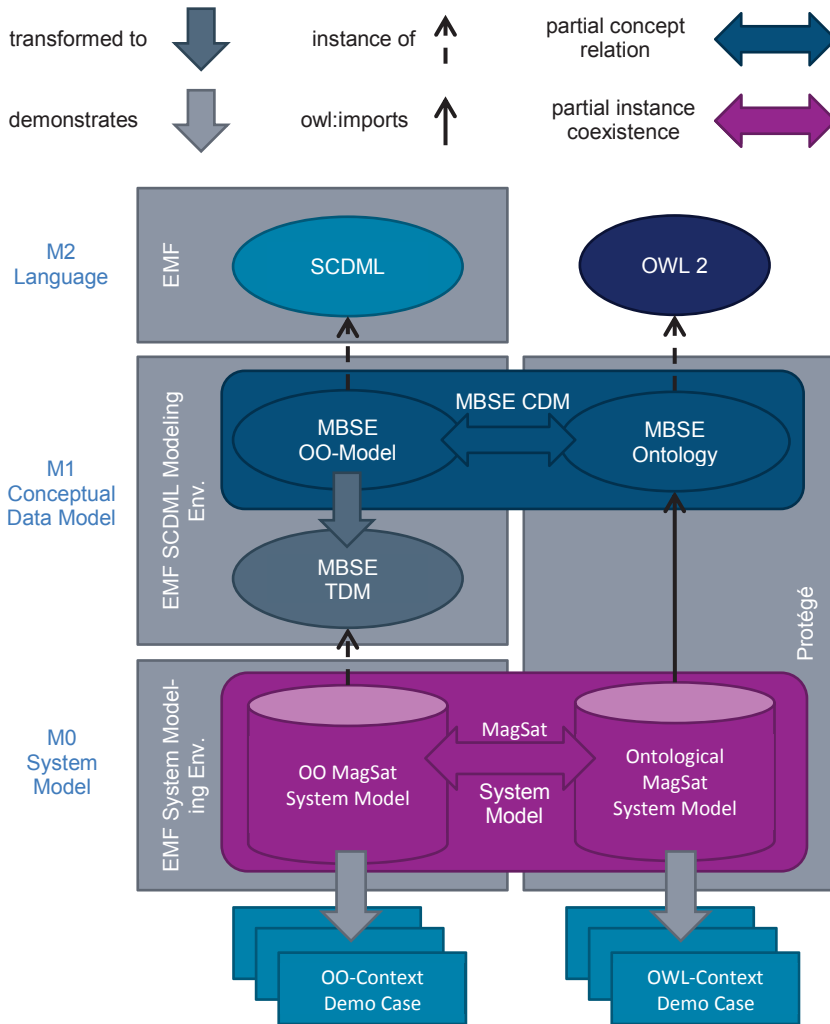 transformed to
instance of
partial concept
relation
demonstrates
owl:imports
partial instance
coexistence
M2
Language
EMF
SCDML
OWL 2
M1
Conceptual
Data Model
EMF SCDML Modeling
Env.
MBSE CDM
MBSE
OO-Model
MBSE
Ontology
MBSE
TDM
Protégé
M0
System
Model
EMF System Model-
ing Env.
MagSat
System
Model
OO MagSat
System Model
Ontological
MagSat
System Model
OO-Context
Demo Case
OWL-Context
Demo Case